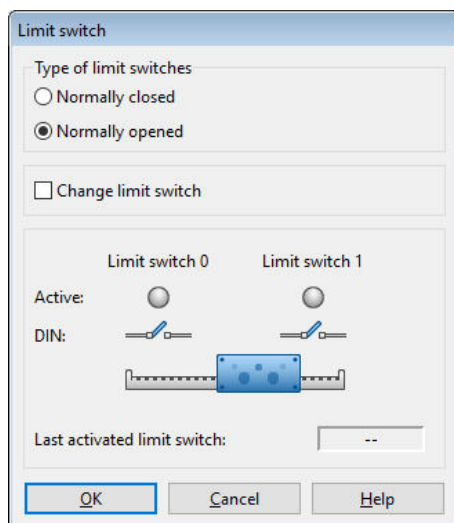 Limit switch
Type of limit switches
Normally closed
Normally opened
Change limit switch
Limit switch 0 Limit switch 1
Active:
DIN:
Last activated limit switch: --
OK Cancel Help